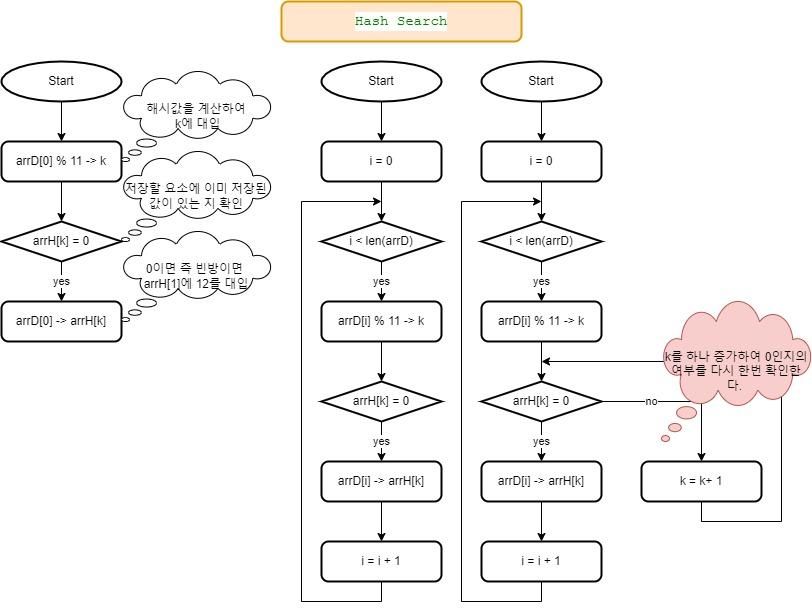 Hash Search
Start
arrD[0] % 11 -> k
arrH[k] = 0
yes
arrD[0] -> arrH[k]
해시값을 계산하여
k에 대입
저장할 요소에 이미 저장된
값이 있는 지 확인
0이면 즉 빈방이면
arrH[1]에 12를 대입
Start
i = 0
i < len(arrD)
yes
arrD[i] % 11 -> k
arrH[k] = 0
yes
arrD[i] -> arrH[k]
i = i + 1
Start
i = 0
i < len(arrD)
yes
arrD[i] % 11 -> k
arrH[k] = 0
no
yes
arrD[i] -> arrH[k]
i = i + 1
k를 하나 증가하여 0인지의
여부를 다시 한번 확인한
다.
k = k+ 1